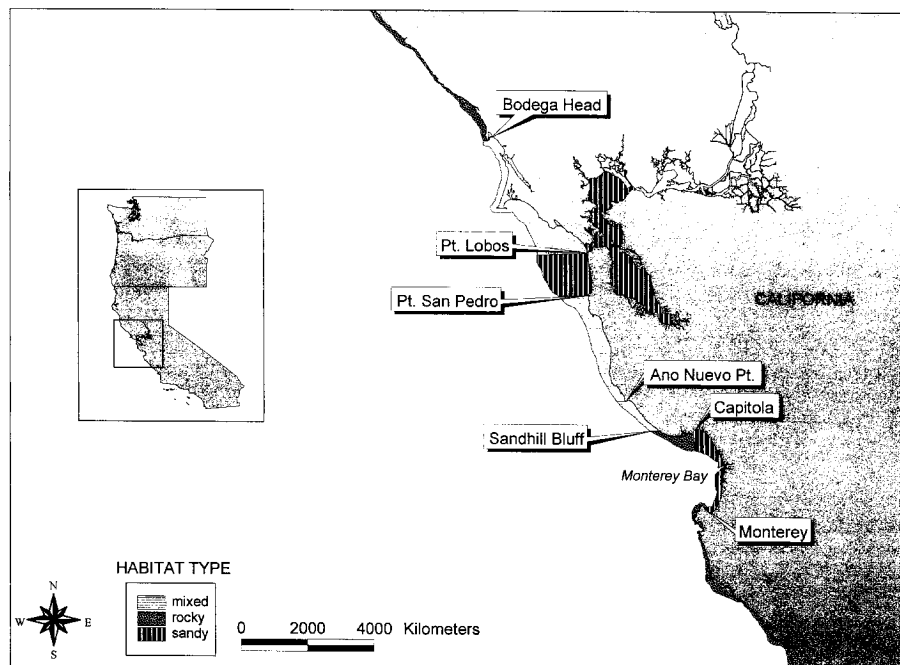 Bodega Head
Pt. Lobos
CALIFORNIA
Pt. San Pedro
Ano Nuevo Pt.
Capitola
Sandhill Bluff
Monterey Bay
Monterey
HABITAT TYPE
mixed
rocky
sandy
N
W E
S
0 2000 4000 Kilometers